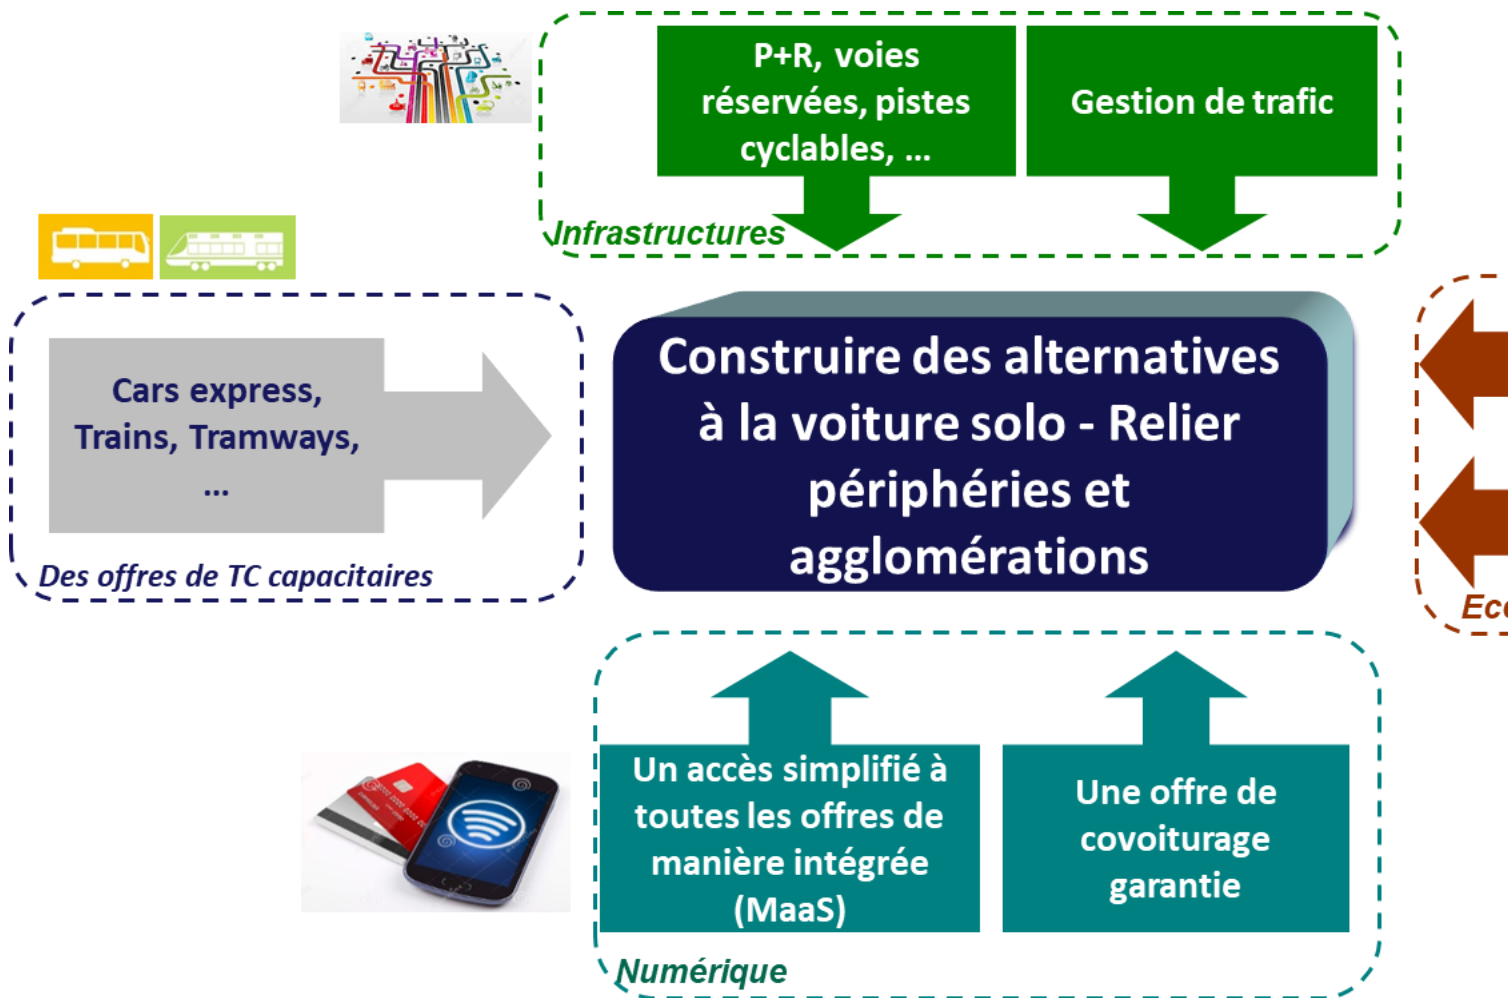 P+R, voies
réservées, pistes
cyclables, ...
Gestion de trafic
Infrastructures
Cars express,
Trains, Tramways,
...
Des offres de TC capacitaires
Construire des alternatives
à la voiture solo - Relier
périphéries et
agglomérations
Un accès simplifié à
toutes les offres de
manière intégrée
(MaaS)
Une offre de
covoiturage
garantie
Numérique